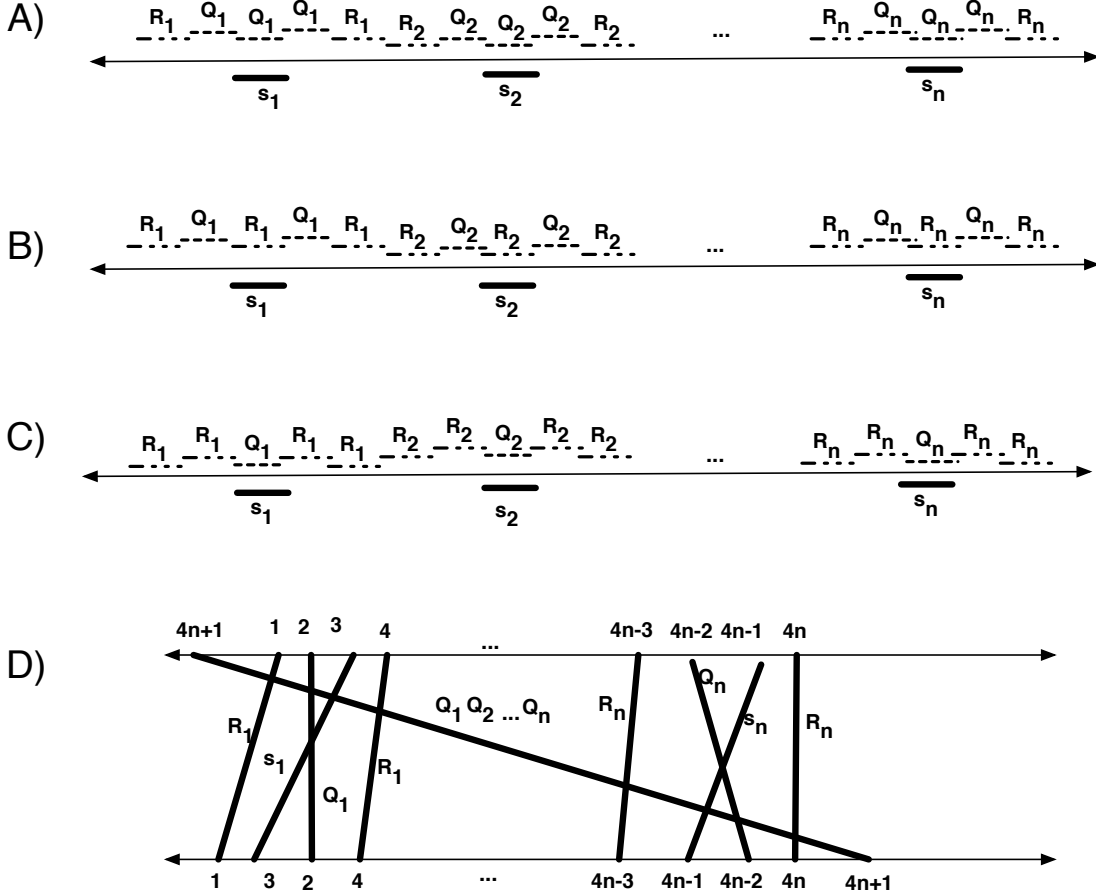 A)
R1 Q1 Q1 Q1 R1 R2 Q2 Q2 Q2 R2 ... Rn Qn Qn Qn Rn
s1 s2 sn
B)
R1 Q1 R1 Q1 R1 R2 Q2 R2 Q2 R2 ... Rn Qn Rn Qn Rn
s1 s2 sn
C)
R1 R1 Q1 R1 R1 R2 R2 Q2 R2 R2 ... Rn Rn Qn Rn Rn
s1 s2 sn
4n+1 1 2 3 4 ... 4n-3 4n-2 4n-1 4n
D)
R1 s1 Q1 R1 Q1 Q2 ... Qn Rn Qn sn Rn
1 3 2 4 ... 4n-3 4n-1 4n-2 4n 4n+1